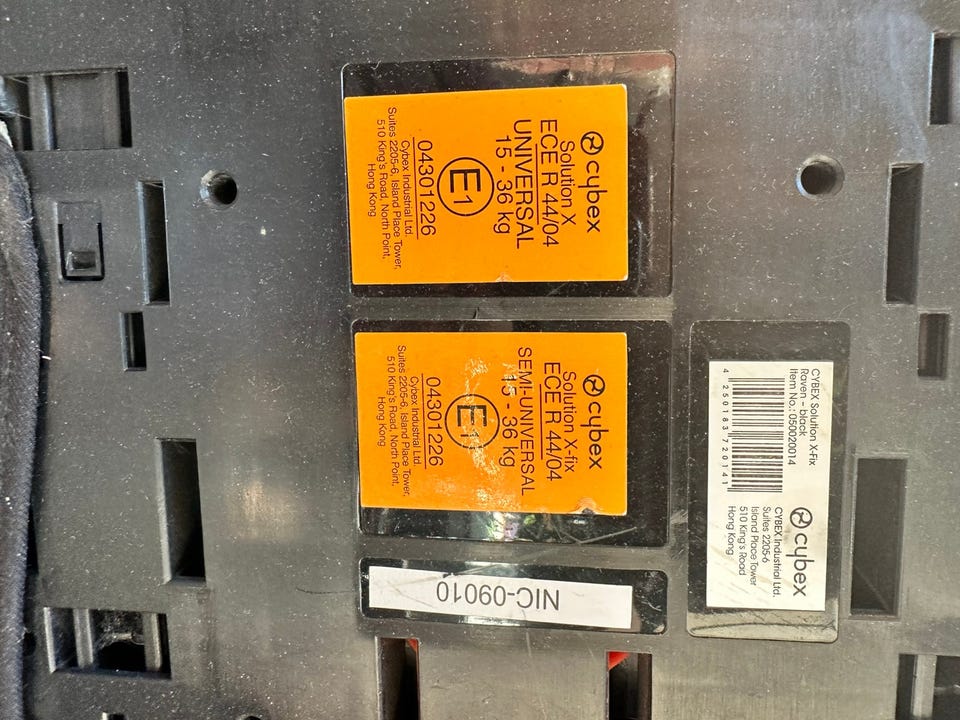 cybex
Solution X
ECE R 44/04
UNIVERSAL
15 - 36 kg
E1
04301226
Cybex Industrial Ltd.
Suites 2205-6, Island Place Tower,
510 King's Road, North Point,
Hong Kong
cybex
Solution X-fix
ECE R 44/04
SEMI-UNIVERSAL
15 - 36 kg
E1
04301226
Cybex Industrial Ltd.
Suites 2205-6, Island Place Tower,
510 King's Road, North Point,
Hong Kong
CYBEX Solution X-Fix
Raven - black
Item No.: 050020014
4 250183 720141
cybex
CYBEX Industrial Ltd.
Suites 2205-6
Island Place Tower
510 King's Road
Hong Kong
NIC-09010